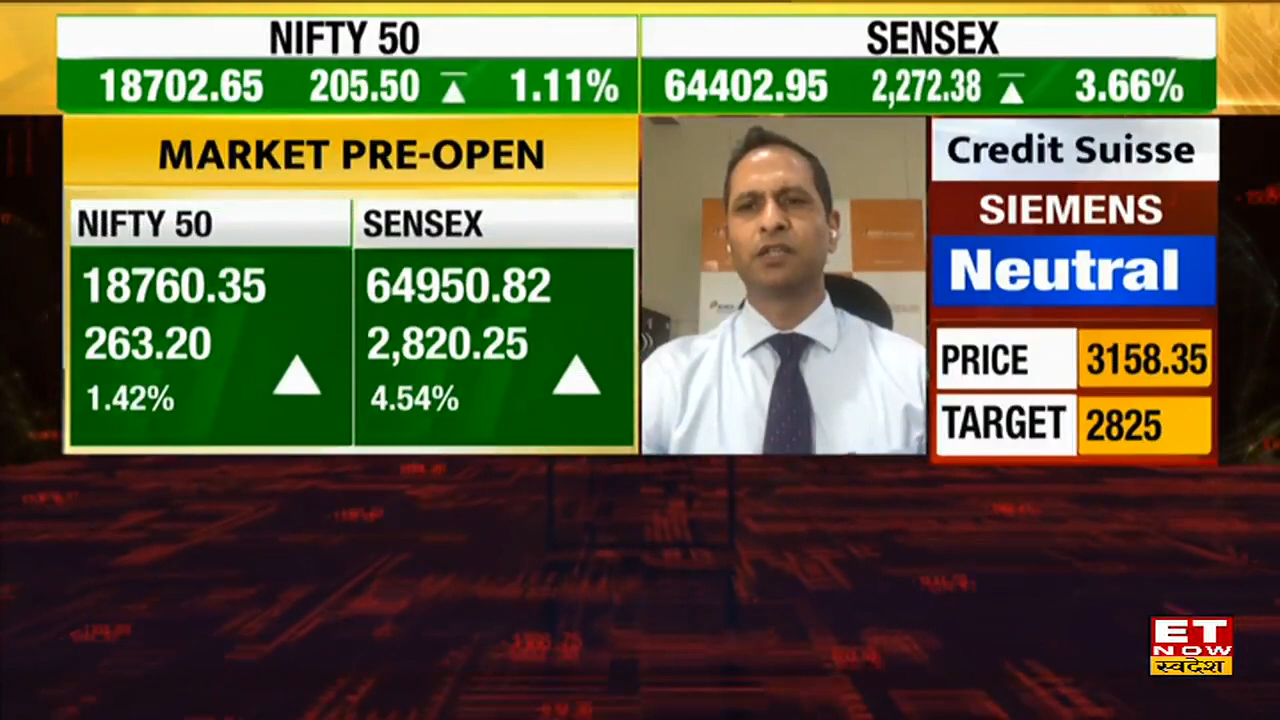 NIFTY 50
18702.65 205.50 1.11%
SENSEX
64402.95 2,272.38 3.66%
MARKET PRE-OPEN
NIFTY 50
18760.35
263.20
1.42%
SENSEX
64950.82
2,820.25
4.54%
Credit Suisse
SIEMENS
Neutral
PRICE 3158.35
TARGET 2825
ET
NOW
स्वदेश